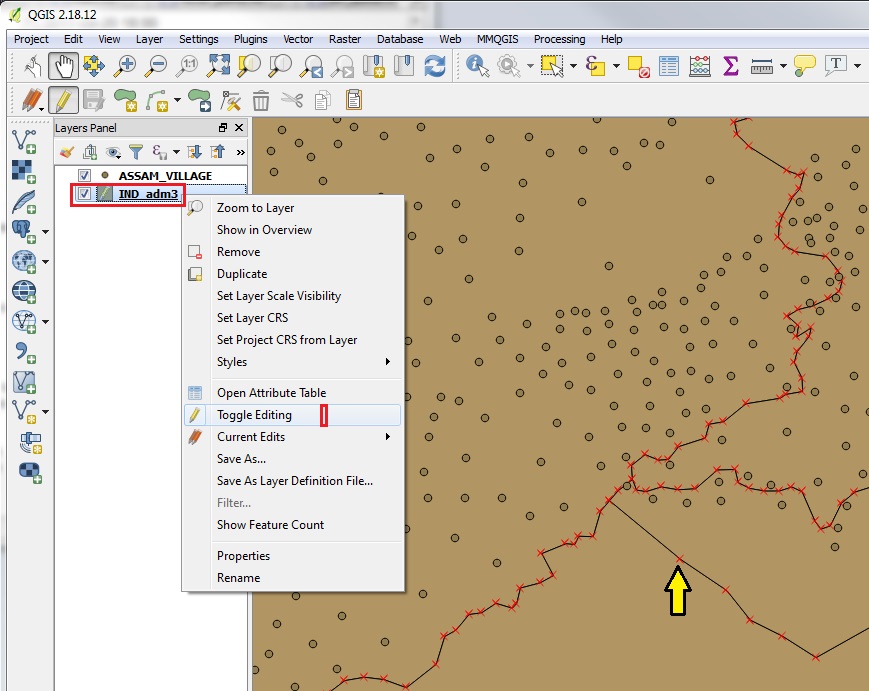 QGIS 2.18.12
Project Edit View Layer Settings Plugins Vector Raster Database Web MMQGIS Processing Help
1:1
T
Layers Panel
ASSAM_VILLAGE
IND_adm3
Zoom to Layer
Show in Overview
Remove
Duplicate
Set Layer Scale Visibility
Set Layer CRS
Set Project CRS from Layer
Styles
Open Attribute Table
Toggle Editing
Current Edits
Save As...
Save As Layer Definition File...
Filter...
Show Feature Count
Properties
Rename